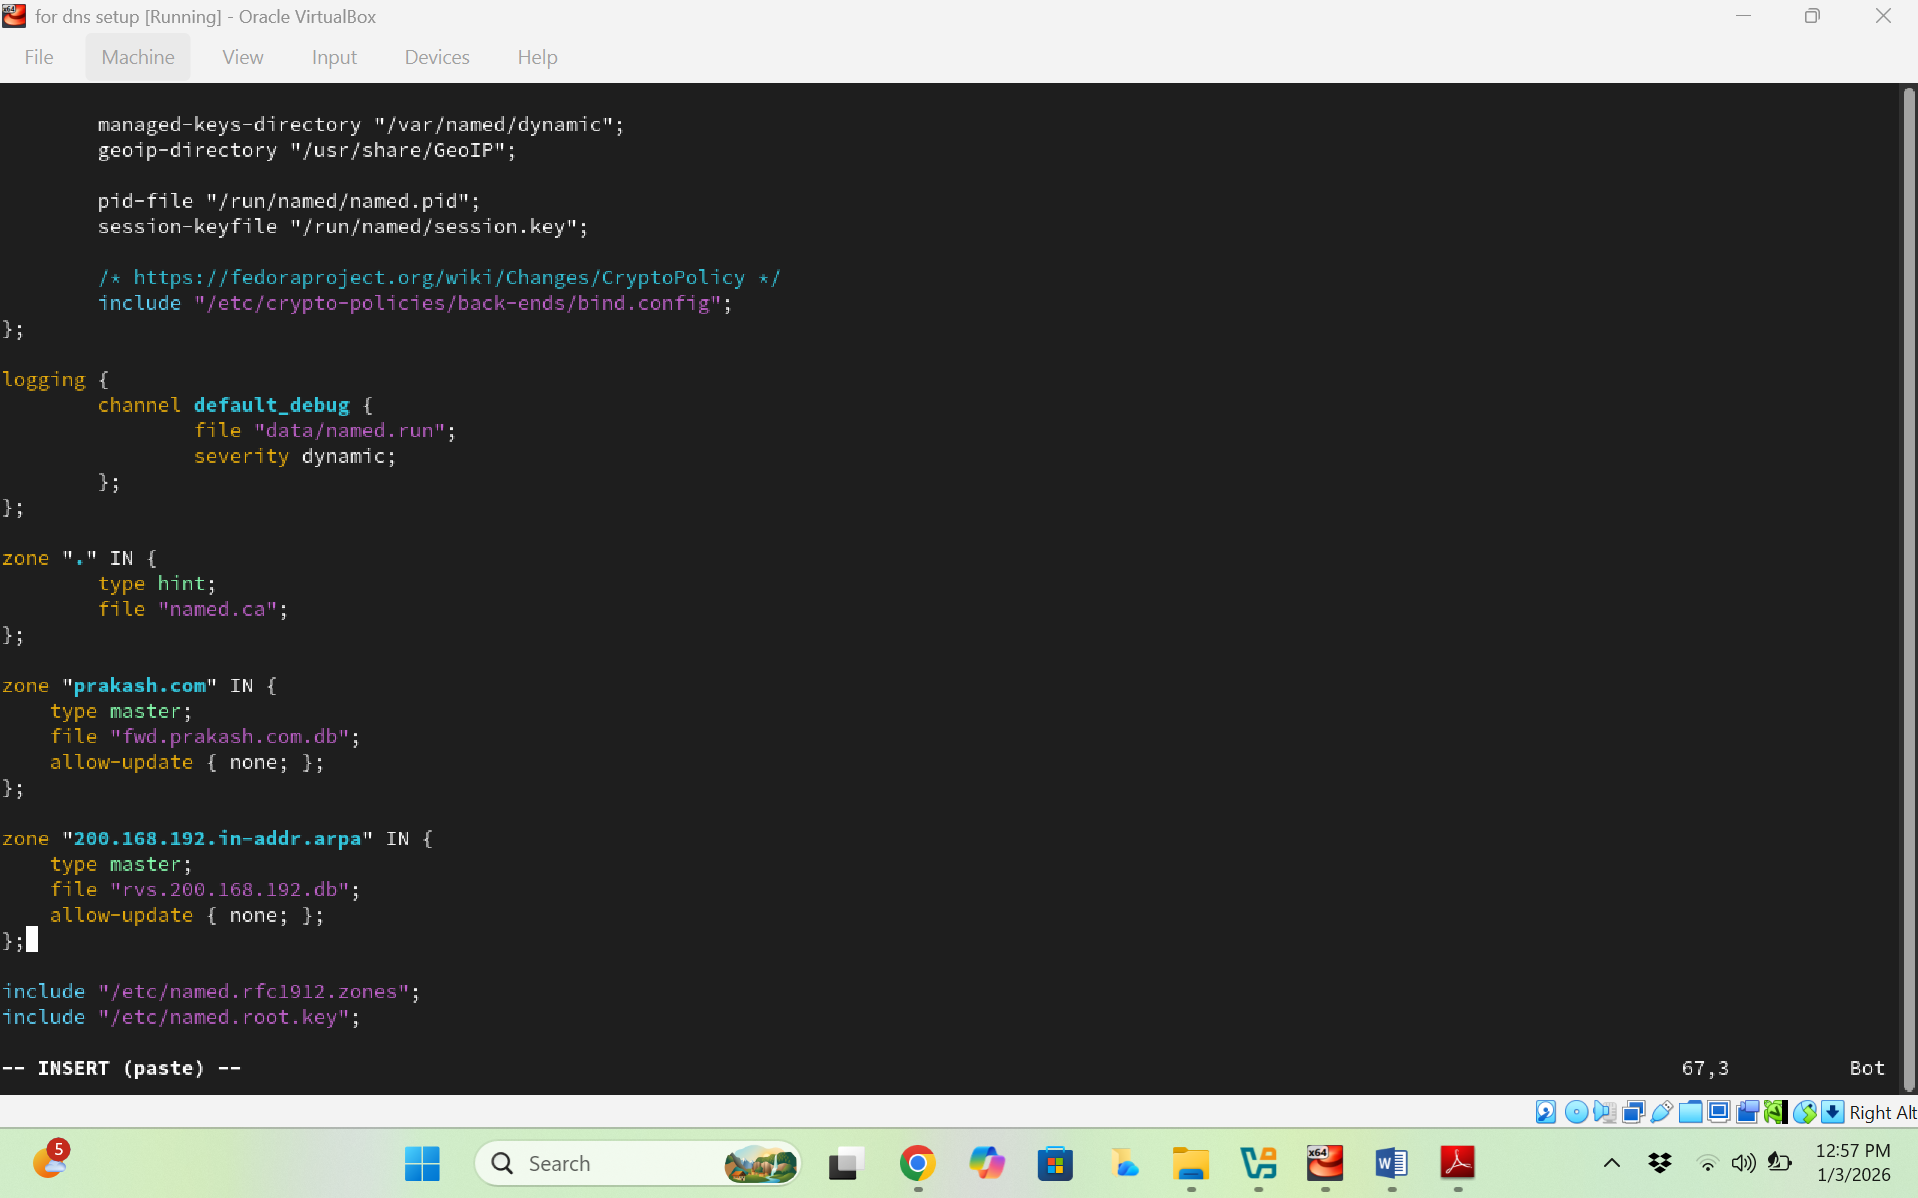 for dns setup [Running] - Oracle VirtualBox
File Machine View Input Devices Help
managed-keys-directory "/var/named/dynamic";
geoip-directory "/usr/share/GeoIP";
pid-file "/run/named/named.pid";
session-keyfile "/run/named/session.key";
/* https://fedoraproject.org/wiki/Changes/CryptoPolicy */
include "/etc/crypto-policies/back-ends/bind.config";
};
logging {
channel default_debug {
file "data/named.run";
severity dynamic;
};
};
zone "." IN {
type hint;
file "named.ca";
};
zone "prakash.com" IN {
type master;
file "fwd.prakash.com.db";
allow-update { none; };
};
zone "200.168.192.in-addr.arpa" IN {
type master;
file "rvs.200.168.192.db";
allow-update { none; };
};
include "/etc/named.rfc1912.zones";
include "/etc/named.root.key";
-- INSERT (paste) -- 67,3 Bot
Right Alt
5
Search
x64
12:57 PM
1/3/2026